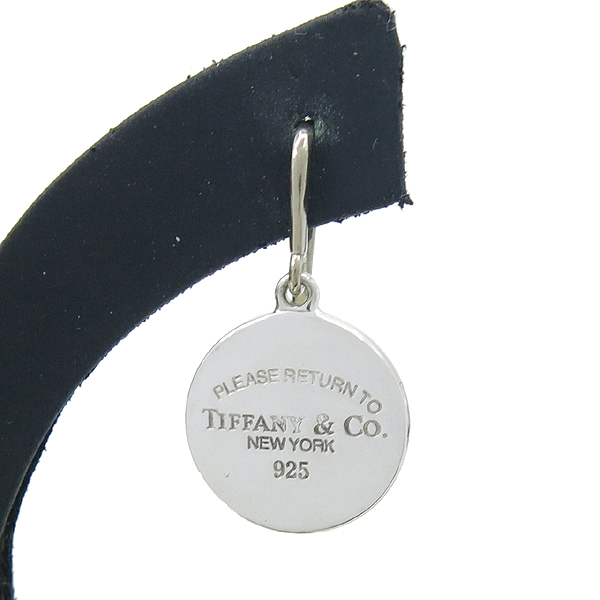 PLEASE RETURN TO
TIFFANY & CO.
NEW YORK
925